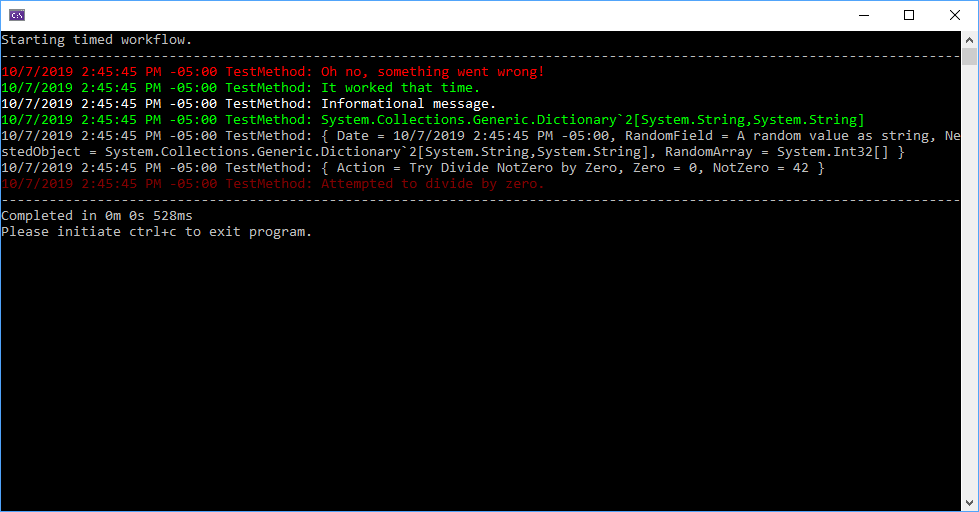 C:\
Starting timed workflow.
------------------------------------------------------------------------------------------------------------------------
10/7/2019 2:45:45 PM -05:00 TestMethod: Oh no, something went wrong!
10/7/2019 2:45:45 PM -05:00 TestMethod: It worked that time.
10/7/2019 2:45:45 PM -05:00 TestMethod: Informational message.
10/7/2019 2:45:45 PM -05:00 TestMethod: System.Collections.Generic.Dictionary`2[System.String,System.String]
10/7/2019 2:45:45 PM -05:00 TestMethod: { Date = 10/7/2019 2:45:45 PM -05:00, RandomField = A random value as string, Ne
stedObject = System.Collections.Generic.Dictionary`2[System.String,System.String], RandomArray = System.Int32[] }
10/7/2019 2:45:45 PM -05:00 TestMethod: { Action = Try Divide NotZero by Zero, Zero = 0, NotZero = 42 }
10/7/2019 2:45:45 PM -05:00 TestMethod: Attempted to divide by zero.
------------------------------------------------------------------------------------------------------------------------
Completed in 0m 0s 528ms
Please initiate ctrl+c to exit program.